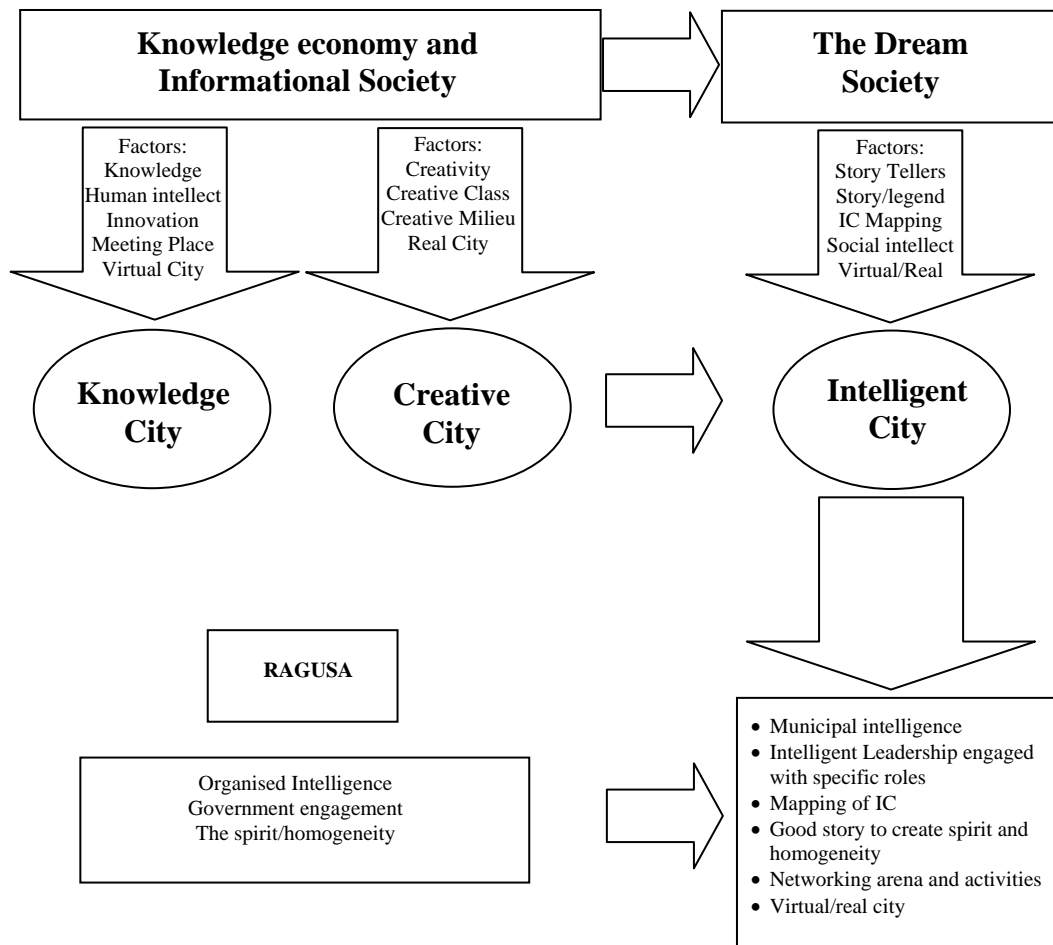 Knowledge economy and
Informational Society
The Dream
Society
Factors:
Knowledge
Human intellect
Innovation
Meeting Place
Virtual City
Factors:
Creativity
Creative Class
Creative Milieu
Real City
Factors:
Story Tellers
Story/legend
IC Mapping
Social intellect
Virtual/Real
Knowledge
City
Creative
City
Intelligent
City
RAGUSA
Organised Intelligence
Government engagement
The spirit/homogeneity
• Municipal intelligence
• Intelligent Leadership engaged
with specific roles
• Mapping of IC
• Good story to create spirit and
homogeneity
• Networking arena and activities
• Virtual/real city